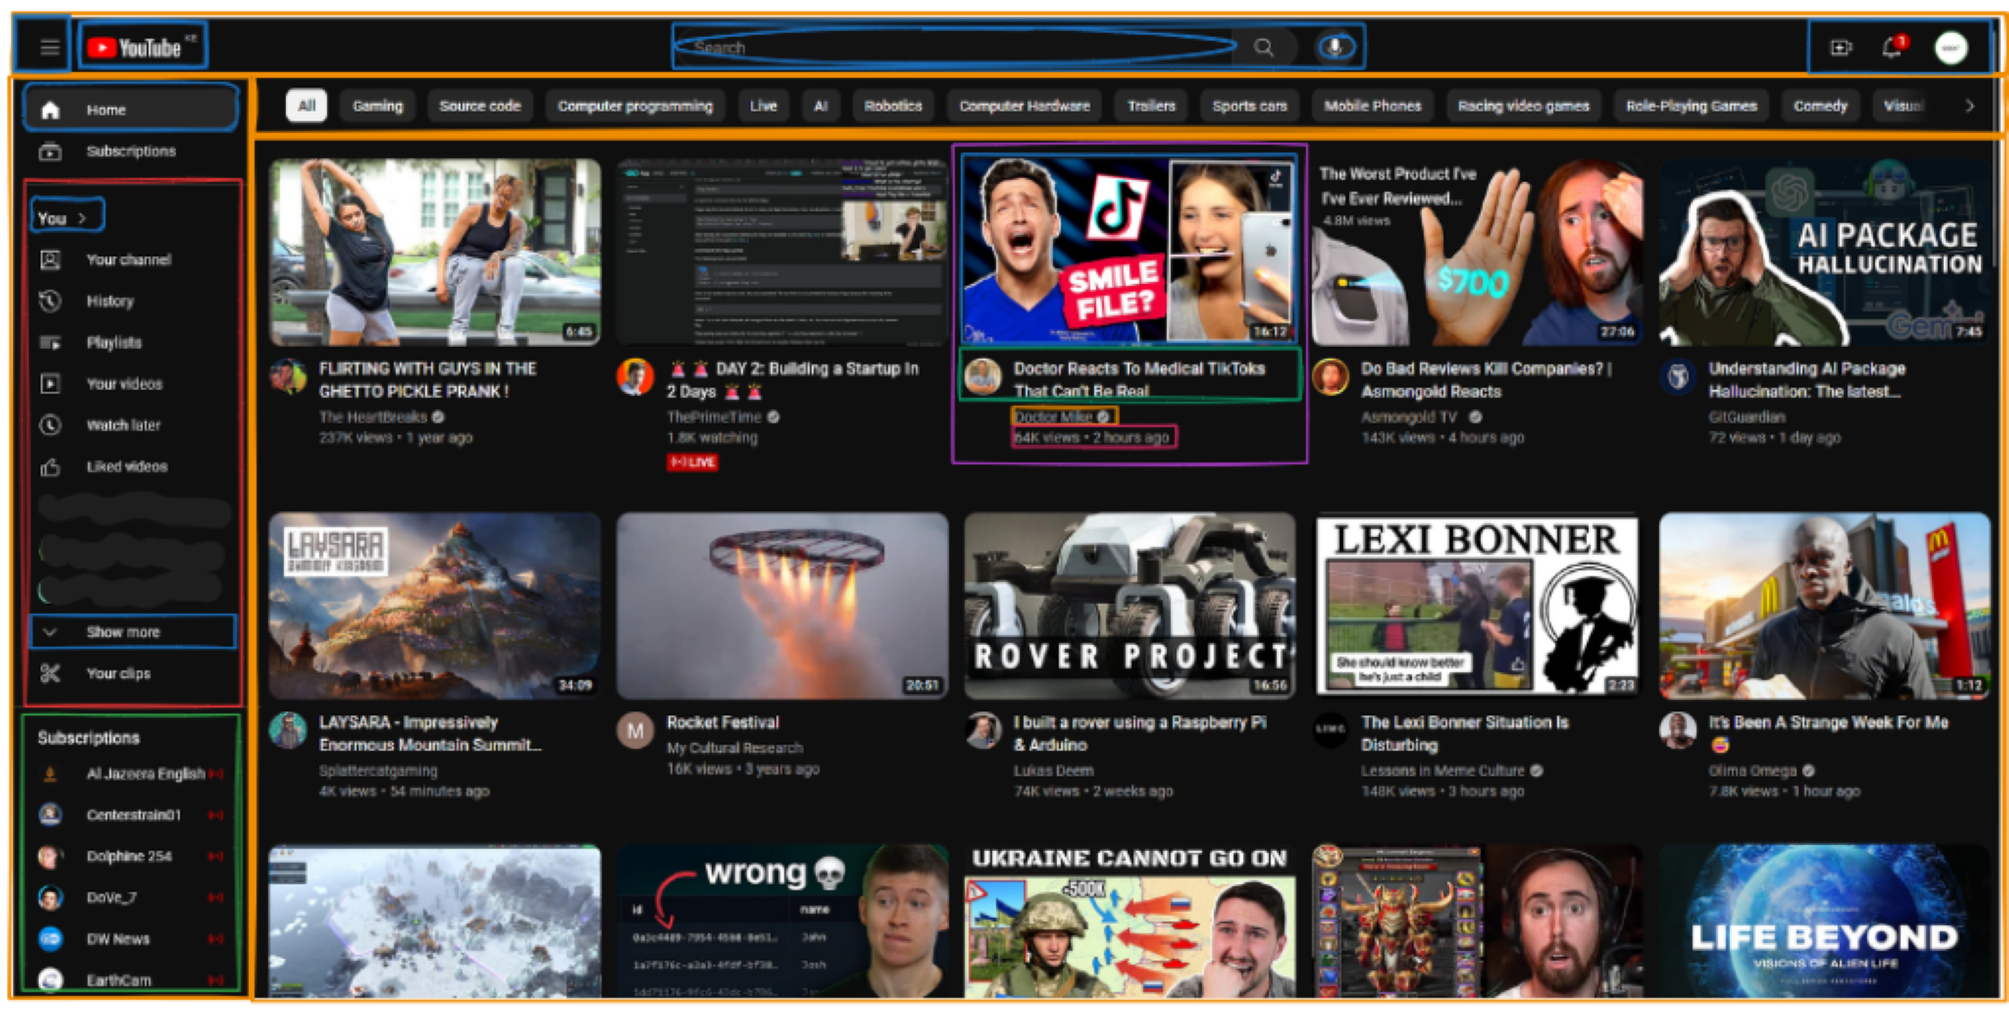 YouTube KE
Search
1
Home
Subscriptions
You
Your channel
History
Playlists
Your videos
Watch later
Liked videos
Show more
Your clips
Subscriptions
Al Jazeera English
Centerstrain01
Dolphine 254
DoVe_7
DW News
EarthCam
All Gaming Source code Computer programming Live AI Robotics Computer Hardware Trailers Sports cars Mobile Phones Racing video games Role-Playing Games Comedy Visual
6:45
FLIRTING WITH GUYS IN THE
GHETTO PICKLE PRANK !
The HeartBreaks
237K views • 1 year ago
🚨 🚨 DAY 2: Building a Startup In
2 Days 🚨 🚨
ThePrimeTime
1.8K watching
LIVE
SMILE
FILE?
16:12
Doctor Reacts To Medical TikToks
That Can't Be Real
Doctor Mike
64K views • 2 hours ago
The Worst Product I've
I've Ever Reviewed...
4.8M views
$700
27:06
Do Bad Reviews Kill Companies? |
Asmongold Reacts
Asmongold TV
143K views • 4 hours ago
AI PACKAGE
HALLUCINATION
Gemini
7:45
Understanding AI Package
Hallucination: The latest...
GitGuardian
72 views • 1 day ago
LAYSARA
SUMMIT KINGDOM
34:09
LAYSARA - Impressively
Enormous Mountain Summit...
Splattercatgaming
4K views • 54 minutes ago
20:51
M
Rocket Festival
My Cultural Research
16K views • 3 years ago
ROVER PROJECT
16:56
I built a rover using a Raspberry Pi
& Arduino
Lukas Deem
74K views • 2 weeks ago
LEXI BONNER
She should know better
he's just a child
2:23
The Lexi Bonner Situation Is
Disturbing
Lessons in Meme Culture
148K views • 3 hours ago
1:12
It's Been A Strange Week For Me
😅
Olima Omega
7.8K views • 1 hour ago
wrong
id name
John
Josh
UKRAINE CANNOT GO ON
-500K
LIFE BEYOND
VISIONS OF ALIEN LIFE